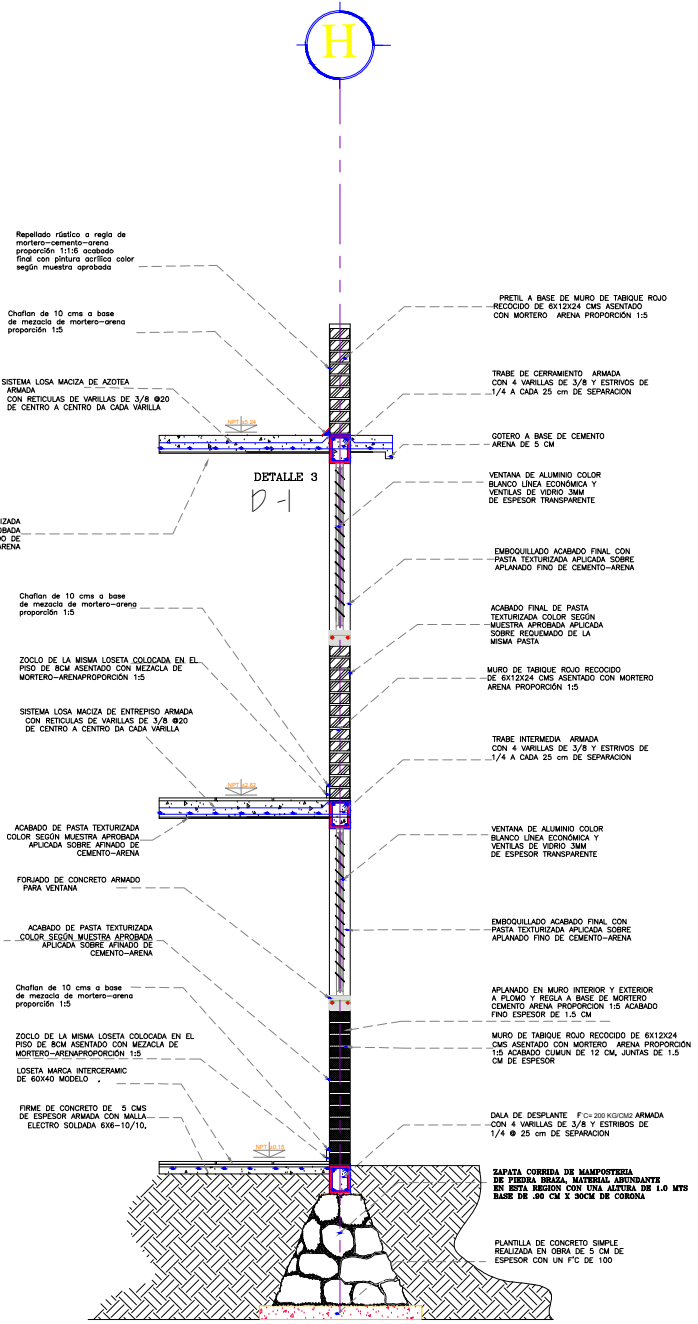 H
Repellado rústico a regla de
mortero-cemento-arena
proporción 1:1:6 acabado
final con pintura acrílica color
según muestra aprobada
Chaflan de 10 cms a base
de mezacla de mortero-arena
proporción 1:5
SISTEMA LOSA MACIZA DE AZOTEA
ARMADA
CON RETICULAS DE VARILLAS DE 3/8 @20
DE CENTRO A CENTRO DA CADA VARILLA
DETALLE 3
D-1
IZADA
OBADA
DO DE
ARENA
Chaflan de 10 cms a base
de mezacla de mortero-arena
proporción 1:5
ZOCLO DE LA MISMA LOSETA COLOCADA EN EL
PISO DE 8CM ASENTADO CON MEZACLA DE
MORTERO-ARENAPROPORCIÓN 1:5
SISTEMA LOSA MACIZA DE ENTREPISO ARMADA
CON RETICULAS DE VARILLAS DE 3/8 @20
DE CENTRO A CENTRO DA CADA VARILLA
ACABADO DE PASTA TEXTURIZADA
COLOR SEGÚN MUESTRA APROBADA
APLICADA SOBRE AFINADO DE
CEMENTO-ARENA
FORJADO DE CONCRETO ARMADO
PARA VENTANA
ACABADO DE PASTA TEXTURIZADA
COLOR SEGÚN MUESTRA APROBADA
APLICADA SOBRE AFINADO DE
CEMENTO-ARENA
Chaflan de 10 cms a base
de mezacla de mortero-arena
proporción 1:5
ZOCLO DE LA MISMA LOSETA COLOCADA EN EL
PISO DE 8CM ASENTADO CON MEZACLA DE
MORTERO-ARENAPROPORCIÓN 1:5
LOSETA MARCA INTERCERAMIC
DE 60X40 MODELO .
FIRME DE CONCRETO DE 5 CMS
DE ESPESOR ARMADA CON MALLA
ELECTRO SOLDADA 6X6-10/10.
PRETIL A BASE DE MURO DE TABIQUE ROJO
RECOCIDO DE 6X12X24 CMS ASENTADO
CON MORTERO ARENA PROPORCIÓN 1:5
TRABE DE CERRAMIENTO ARMADA
CON 4 VARILLAS DE 3/8 Y ESTRIVOS DE
1/4 A CADA 25 cm DE SEPARACION
GOTERO A BASE DE CEMENTO
ARENA DE 5 CM
VENTANA DE ALUMINIO COLOR
BLANCO LÍNEA ECONÓMICA Y
VENTILAS DE VIDRIO 3MM
DE ESPESOR TRANSPARENTE
EMBOQUILLADO ACABADO FINAL CON
PASTA TEXTURIZADA APLICADA SOBRE
APLANADO FINO DE CEMENTO-ARENA
ACABADO FINAL DE PASTA
TEXTURIZADA COLOR SEGÚN
MUESTRA APROBADA APLICADA
SOBRE REQUEMADO DE LA
MISMA PASTA
MURO DE TABIQUE ROJO RECOCIDO
DE 6X12X24 CMS ASENTADO CON MORTERO
ARENA PROPORCIÓN 1:5
TRABE INTERMEDIA ARMADA
CON 4 VARILLAS DE 3/8 Y ESTRIVOS DE
1/4 A CADA 25 cm DE SEPARACION
VENTANA DE ALUMINIO COLOR
BLANCO LÍNEA ECONÓMICA Y
VENTILAS DE VIDRIO 3MM
DE ESPESOR TRANSPARENTE
EMBOQUILLADO ACABADO FINAL CON
PASTA TEXTURIZADA APLICADA SOBRE
APLANADO FINO DE CEMENTO-ARENA
APLANADO EN MURO INTERIOR Y EXTERIOR
A PLOMO Y REGLA A BASE DE MORTERO
CEMENTO ARENA PROPORCION 1:5 ACABADO
FINO ESPESOR DE 1.5 CM
MURO DE TABIQUE ROJO RECOCIDO DE 6X12X24
CMS ASENTADO CON MORTERO ARENA PROPORCIÓN
1:5 ACABADO CUMUN DE 12 CM, JUNTAS DE 1.5
CM DE ESPESOR
DALA DE DESPLANTE F'C= 200 KG/CM2 ARMADA
CON 4 VARILLAS DE 3/8 Y ESTRIBOS DE
1/4 @ 25 cm DE SEPARACIÓN
ZAPATA CORRIDA DE MAMPOSTERIA
DE PIEDRA BRAZA, MATERIAL ABUNDANTE
EN ESTA REGION CON UNA ALTURA DE 1.0 MTS
BASE DE .90 CM X 30CM DE CORONA
PLANTILLA DE CONCRETO SIMPLE
REALIZADA EN OBRA DE 5 CM DE
ESPESOR CON UN F'C DE 100